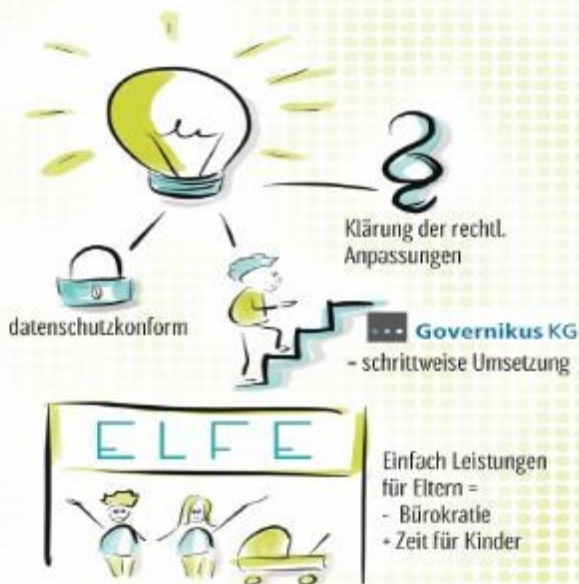 §
Klärung der rechtl.
Anpassungen
datenschutzkonform
Governikus KG
- schrittweise Umsetzung
ELFE
Einfach Leistungen
für Eltern =
- Bürokratie
+ Zeit für Kinder